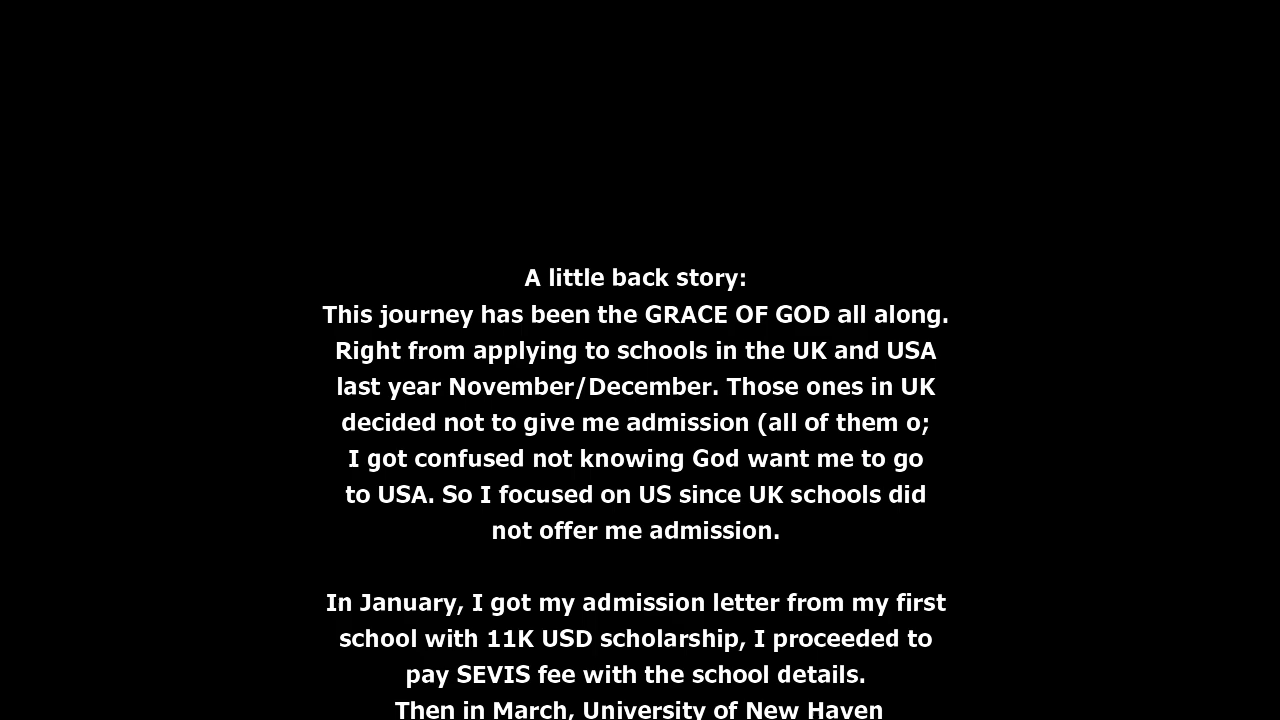 A little back story:
This journey has been the GRACE OF GOD all along.
Right from applying to schools in the UK and USA
last year November/December. Those ones in UK
decided not to give me admission (all of them o;
I got confused not knowing God want me to go
to USA. So I focused on US since UK schools did
not offer me admission.
In January, I got my admission letter from my first
school with 11K USD scholarship, I proceeded to
pay SEVIS fee with the school details.
Then in March, University of New Haven